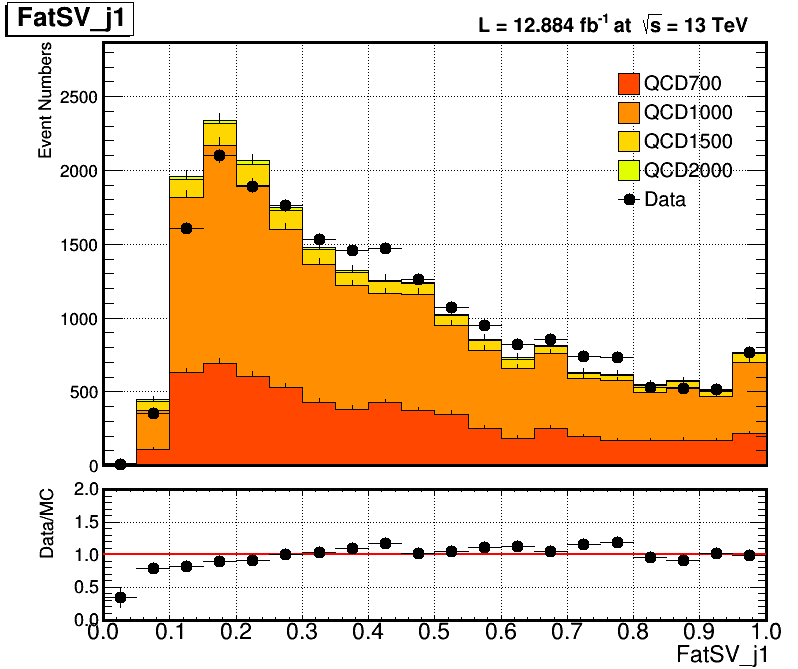 FatSV_j1
L = 12.884 fb-1 at √s = 13 TeV
Event Numbers
2500
2000
1500
1000
500
0
QCD700
QCD1000
QCD1500
QCD2000
Data
Data/MC
2.0
1.5
1.0
0.5
0.0
0.0 0.1 0.2 0.3 0.4 0.5 0.6 0.7 0.8 0.9 1.0
FatSV_j1